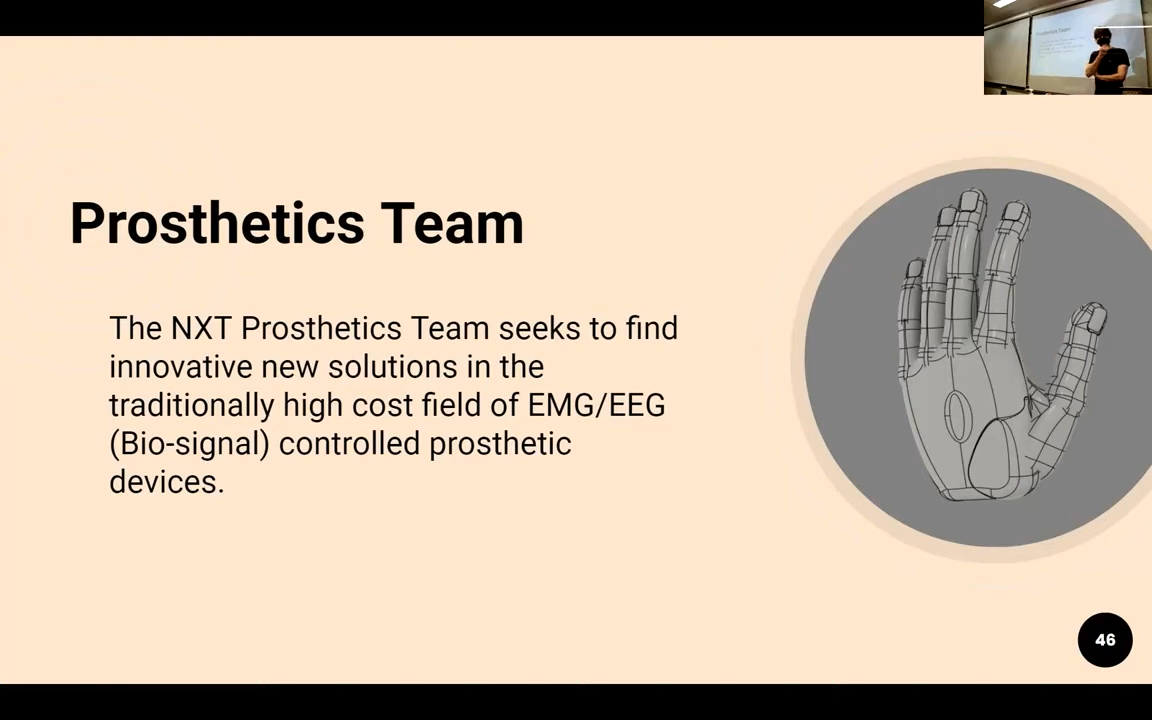 Prosthetics Team
The NXT Prosthetics Team seeks to find
innovative new solutions in the
traditionally high cost field of EMG/EEG
(Bio-signal) controlled prosthetic
devices.
46